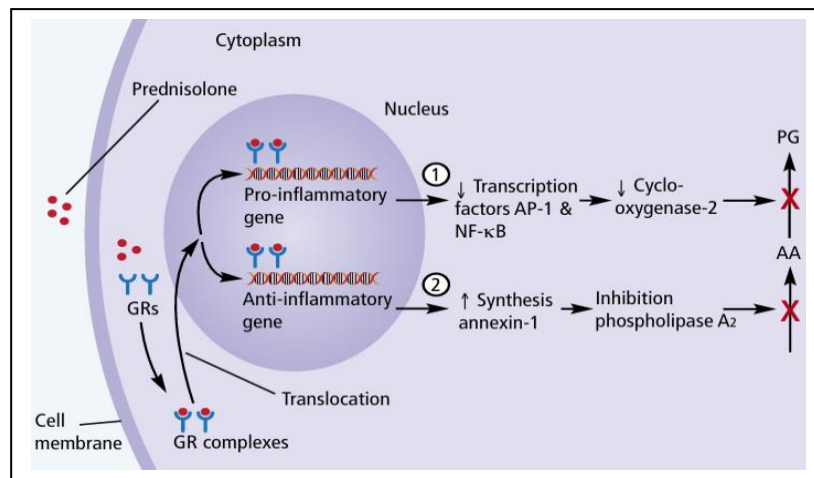 Cytoplasm
Prednisolone
Nucleus
PG
Pro-inflammatory
gene
1
↓ Transcription
factors AP-1 &
NF-κB
↓ Cyclo-
oxygenase-2
X
AA
GRs
Anti-inflammatory
gene
2
↑ Synthesis
annexin-1
Inhibition
phospholipase A2
X
Translocation
Cell
membrane
GR complexes